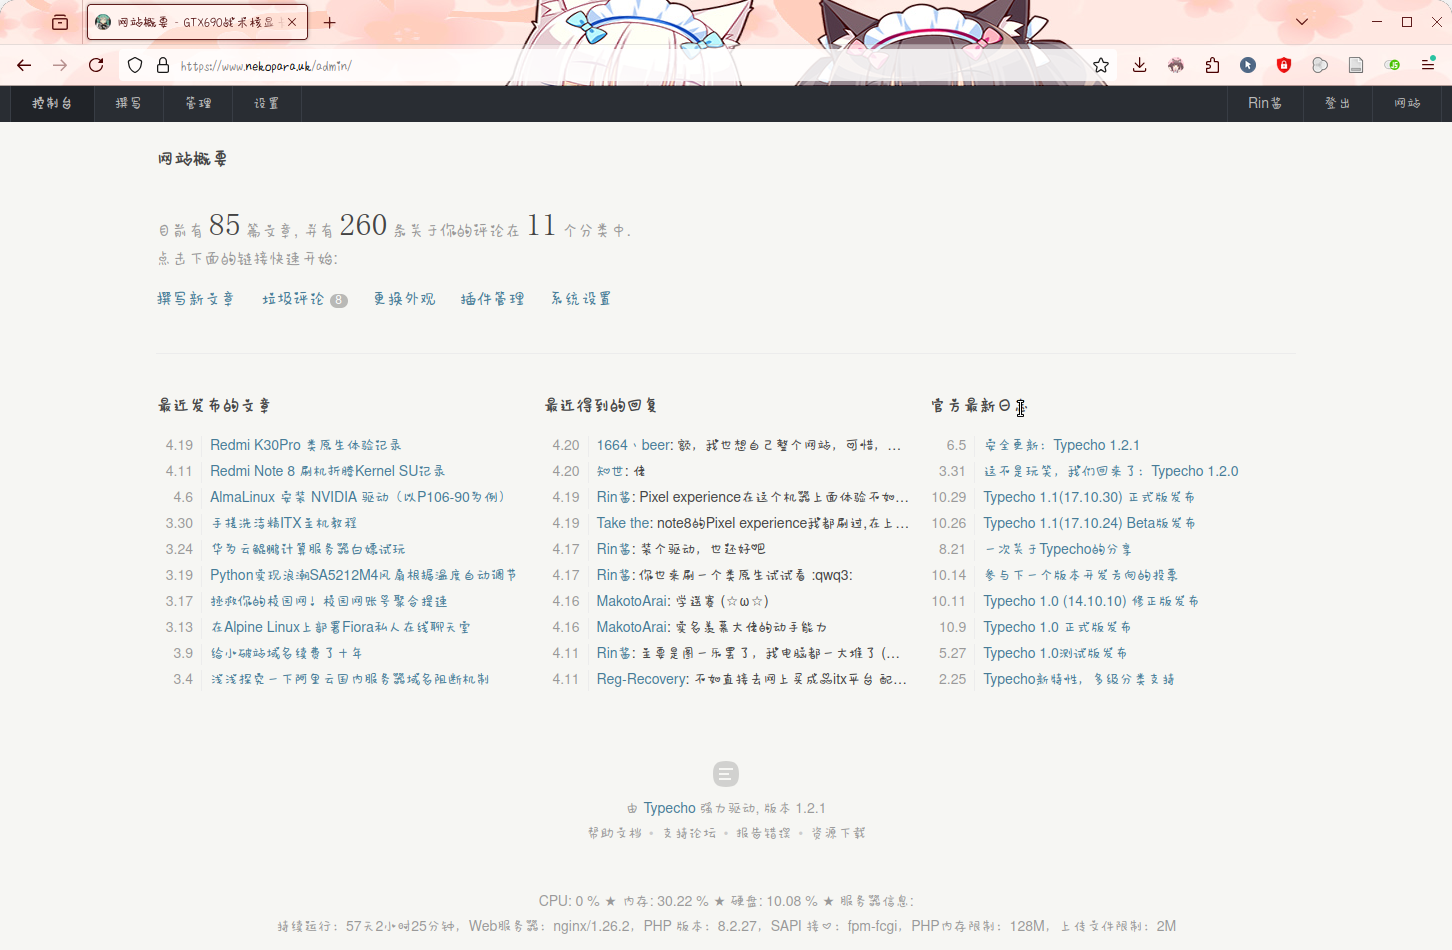 网站概要 - GTX690战术核显
https://www.nekopara.uk/admin/
控制台 撰写 管理 设置 Rin酱 登出 网站
网站概要
目前有 85 篇文章, 并有 260 条关于你的评论在 11 个分类中.
点击下面的链接快速开始:
撰写新文章 垃圾评论 8 更换外观 插件管理 系统设置
最近发布的文章
4.19 Redmi K30Pro 类原生体验记录
4.11 Redmi Note 8 刷机折腾Kernel SU记录
4.6 AlmaLinux 安装 NVIDIA 驱动（以P106-90为例）
3.30 手搓洗洁精ITX主机教程
3.24 华为云鲲鹏计算服务器白嫖试玩
3.19 Python实现浪潮SA5212M4风扇根据温度自动调节
3.17 拯救你的校园网！校园网账号聚合提速
3.13 在Alpine Linux上部署Fiora私人在线聊天室
3.9 给小破站域名续费了十年
3.4 浅浅探究一下阿里云国内服务器域名阻断机制
最近得到的回复
4.20 1664丶beer: 额，我也想自己整个网站，可惜，...
4.20 知世: 佬
4.19 Rin酱: Pixel experience在这个机器上面体验不如...
4.19 Take the: note8的Pixel experience我都刷过,在上...
4.17 Rin酱: 装个驱动，也还好吧
4.17 Rin酱: 你也来刷一个类原生试试看 :qwq3:
4.16 MakotoArai: 学送赛 (☆ω☆)
4.16 MakotoArai: 实名羡慕大佬的动手能力
4.11 Rin酱: 主要是图一乐罢了，我电脑都一大堆了 (...
4.11 Reg-Recovery: 不如直接去网上买成品itx平台 配...
官方最新日志
6.5 安全更新：Typecho 1.2.1
3.31 这不是玩笑，我们回来了：Typecho 1.2.0
10.29 Typecho 1.1(17.10.30) 正式版发布
10.26 Typecho 1.1(17.10.24) Beta版发布
8.21 一次关于Typecho的分享
10.14 参与下一个版本开发方向的投票
10.11 Typecho 1.0 (14.10.10) 修正版发布
10.9 Typecho 1.0 正式版发布
5.27 Typecho 1.0测试版发布
2.25 Typecho新特性，多级分类支持
由 Typecho 强力驱动, 版本 1.2.1
帮助文档 • 支持论坛 • 报告错误 • 资源下载
CPU: 0 % ★ 内存: 30.22 % ★ 硬盘: 10.08 % ★ 服务器信息:
持续运行：57天2小时25分钟，Web服务器：nginx/1.26.2，PHP 版本：8.2.27，SAPI 接口：fpm-fcgi，PHP内存限制：128M，上传文件限制：2M